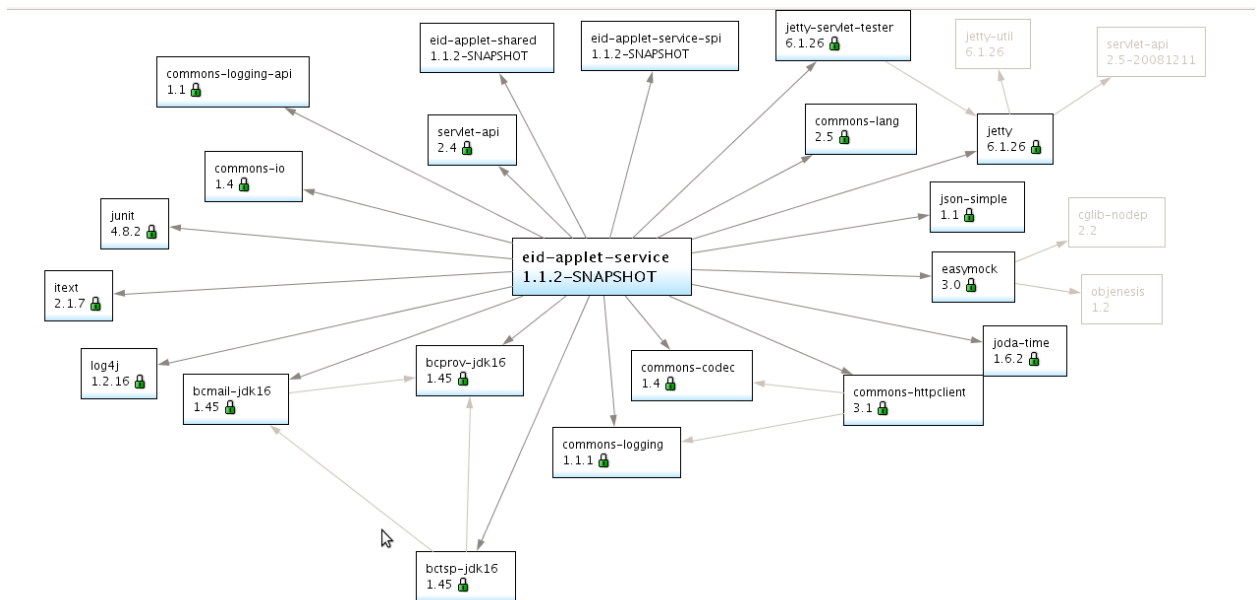 jetty-servlet-tester
6.1.26
eid-applet-shared
1.1.2-SNAPSHOT
eid-applet-service-spi
1.1.2-SNAPSHOT
jetty-util
6.1.26
servlet-api
2.5-20081211
commons-logging-api
1.1
servlet-api
2.4
commons-lang
2.5
jetty
6.1.26
commons-io
1.4
json-simple
1.1
junit
4.8.2
cglib-nodep
2.2
eid-applet-service
1.1.2-SNAPSHOT
easymock
3.0
itext
2.1.7
objenesis
1.2
joda-time
1.6.2
log4j
1.2.16
bcprov-jdk16
1.45
commons-codec
1.4
bcmail-jdk16
1.45
commons-httpclient
3.1
commons-logging
1.1.1
bctsp-jdk16
1.45